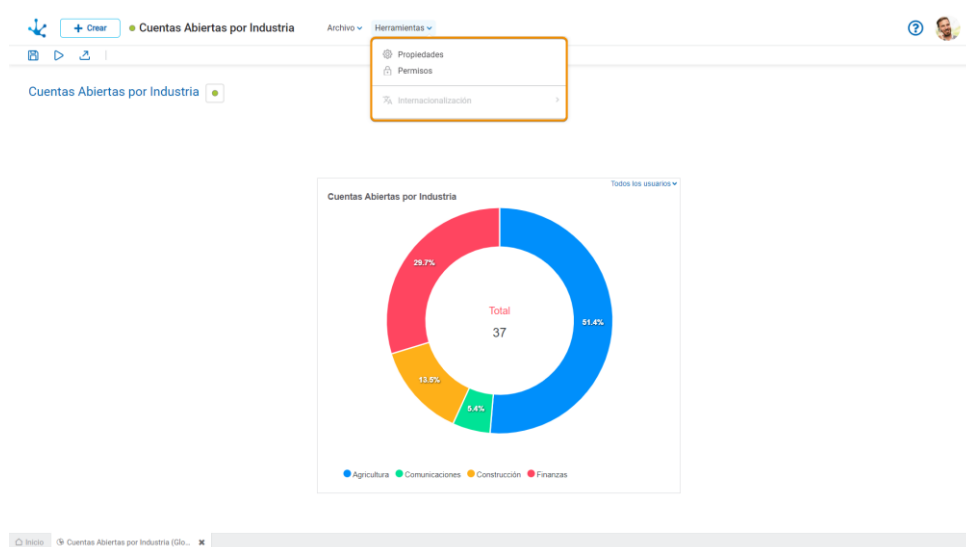 Crear
Cuentas Abiertas por Industria
Archivo
Herramientas
Propiedades
Permisos
Internacionalización
Cuentas Abiertas por Industria
Todos los usuarios
Cuentas Abiertas por Industria
29.7%
Total
37
51.4%
13.5%
5.4%
Agricultura Comunicaciones Construcción Finanzas
Inicio
Cuentas Abiertas por Industria (Glo...